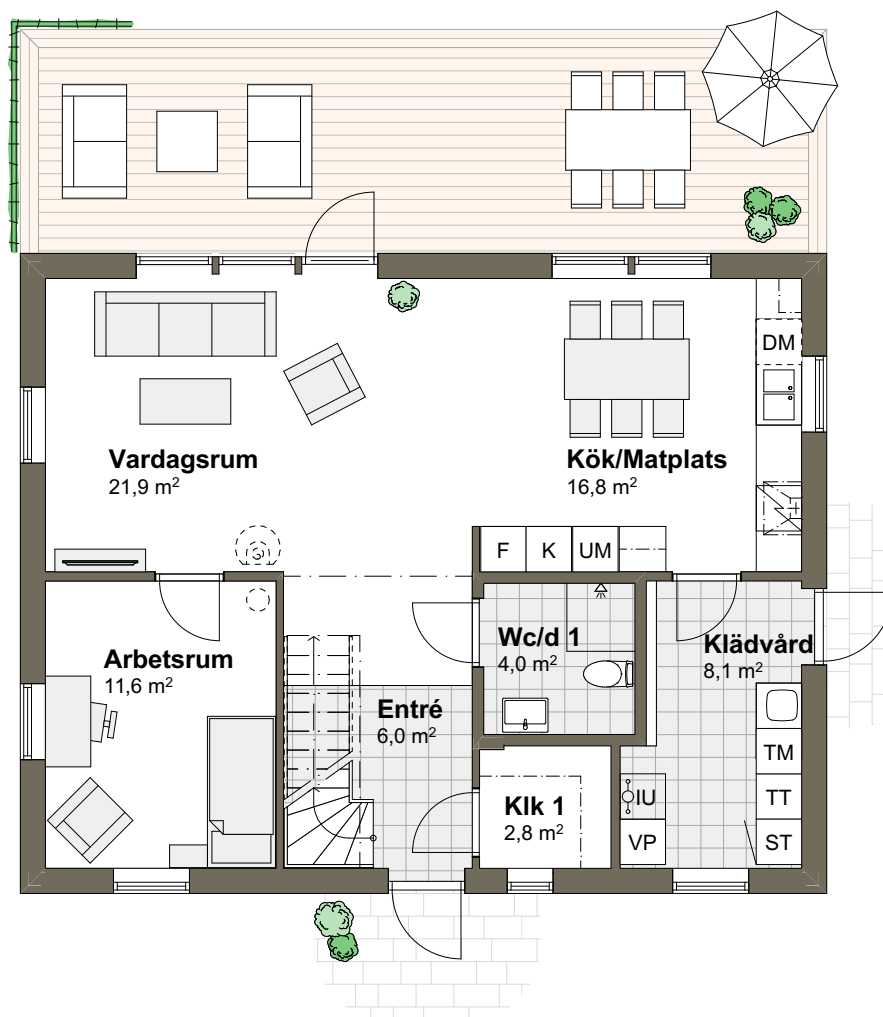 DM
Vardagsrum
21,9 m²
Kök/Matplats
16,8 m²
F K UM
Arbetsrum
11,6 m²
Wc/d 1
4,0 m²
Klädvård
8,1 m²
Entré
6,0 m²
TM
Klk 1
2,8 m²
IU
TT
VP
ST